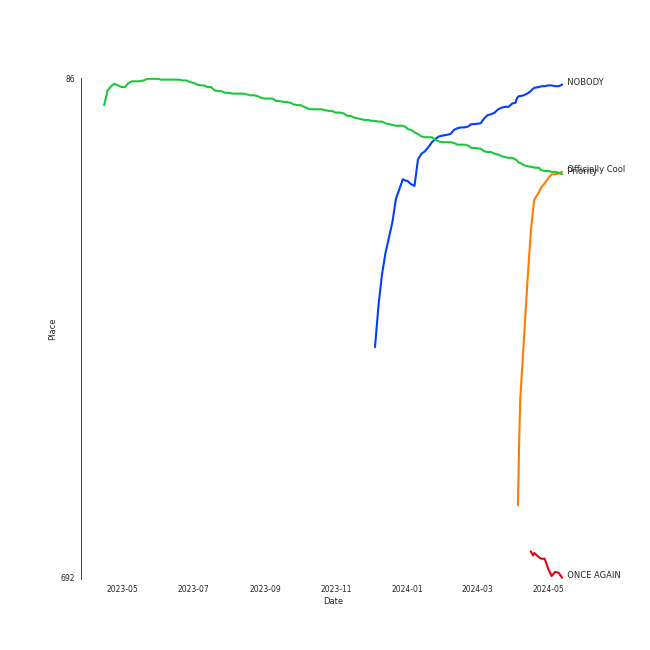 86
NOBODY
Officially Cool
Priority
Place
692
ONCE AGAIN
2023-05 2023-07 2023-09 2023-11 2024-01 2024-03 2024-05
Date